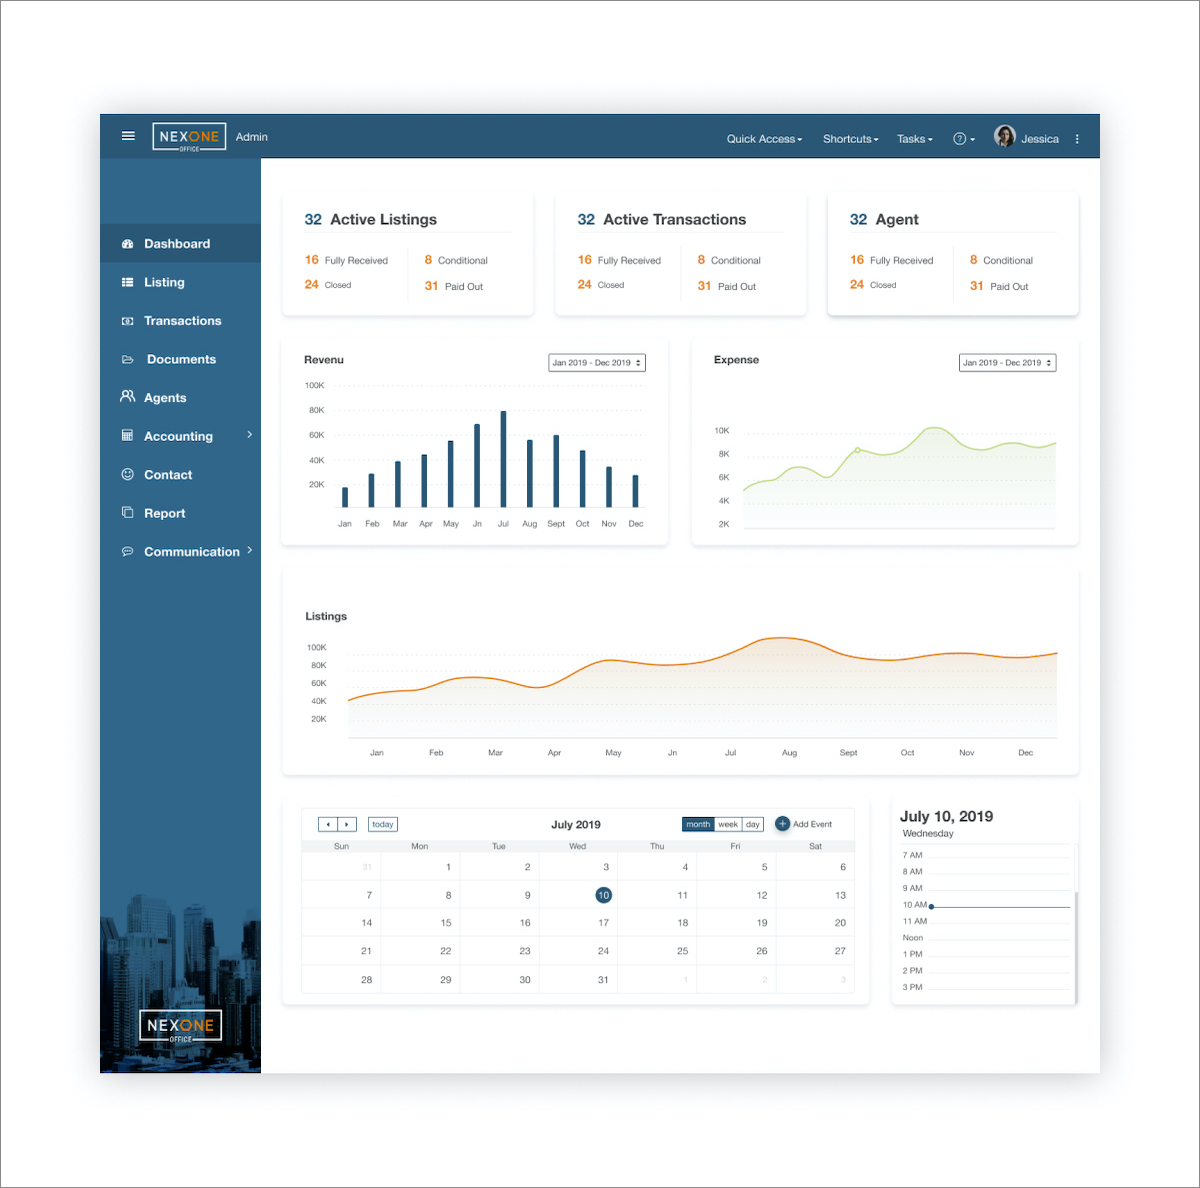 NEXONE
OFFICE
Admin
Quick Access
Shortcuts
Tasks
?
Jessica
Dashboard
Listing
Transactions
Documents
Agents
Accounting
Contact
Report
Communication
NEXONE
OFFICE
32 Active Listings
16 Fully Received
8 Conditional
24 Closed
31 Paid Out
32 Active Transactions
16 Fully Received
8 Conditional
24 Closed
31 Paid Out
32 Agent
16 Fully Received
8 Conditional
24 Closed
31 Paid Out
Revenu
Jan 2019 - Dec 2019
100K
80K
60K
40K
20K
Jan Feb Mar Apr May Jn Jul Aug Sept Oct Nov Dec
Expense
Jan 2019 - Dec 2019
10K
8K
6K
4K
2K
Listings
100K
80K
60K
40K
20K
Jan Feb Mar Apr May Jn Jul Aug Sept Oct Nov Dec
today
July 2019
month week day
+ Add Event
Sun Mon Tue Wed Thu Fri Sat
31 1 2 3 4 5 6
7 8 9 10 11 12 13
14 15 16 17 18 19 20
21 22 23 24 25 26 27
28 29 30 31 1 2 3
July 10, 2019
Wednesday
7 AM
8 AM
9 AM
10 AM
11 AM
Noon
1 PM
2 PM
3 PM